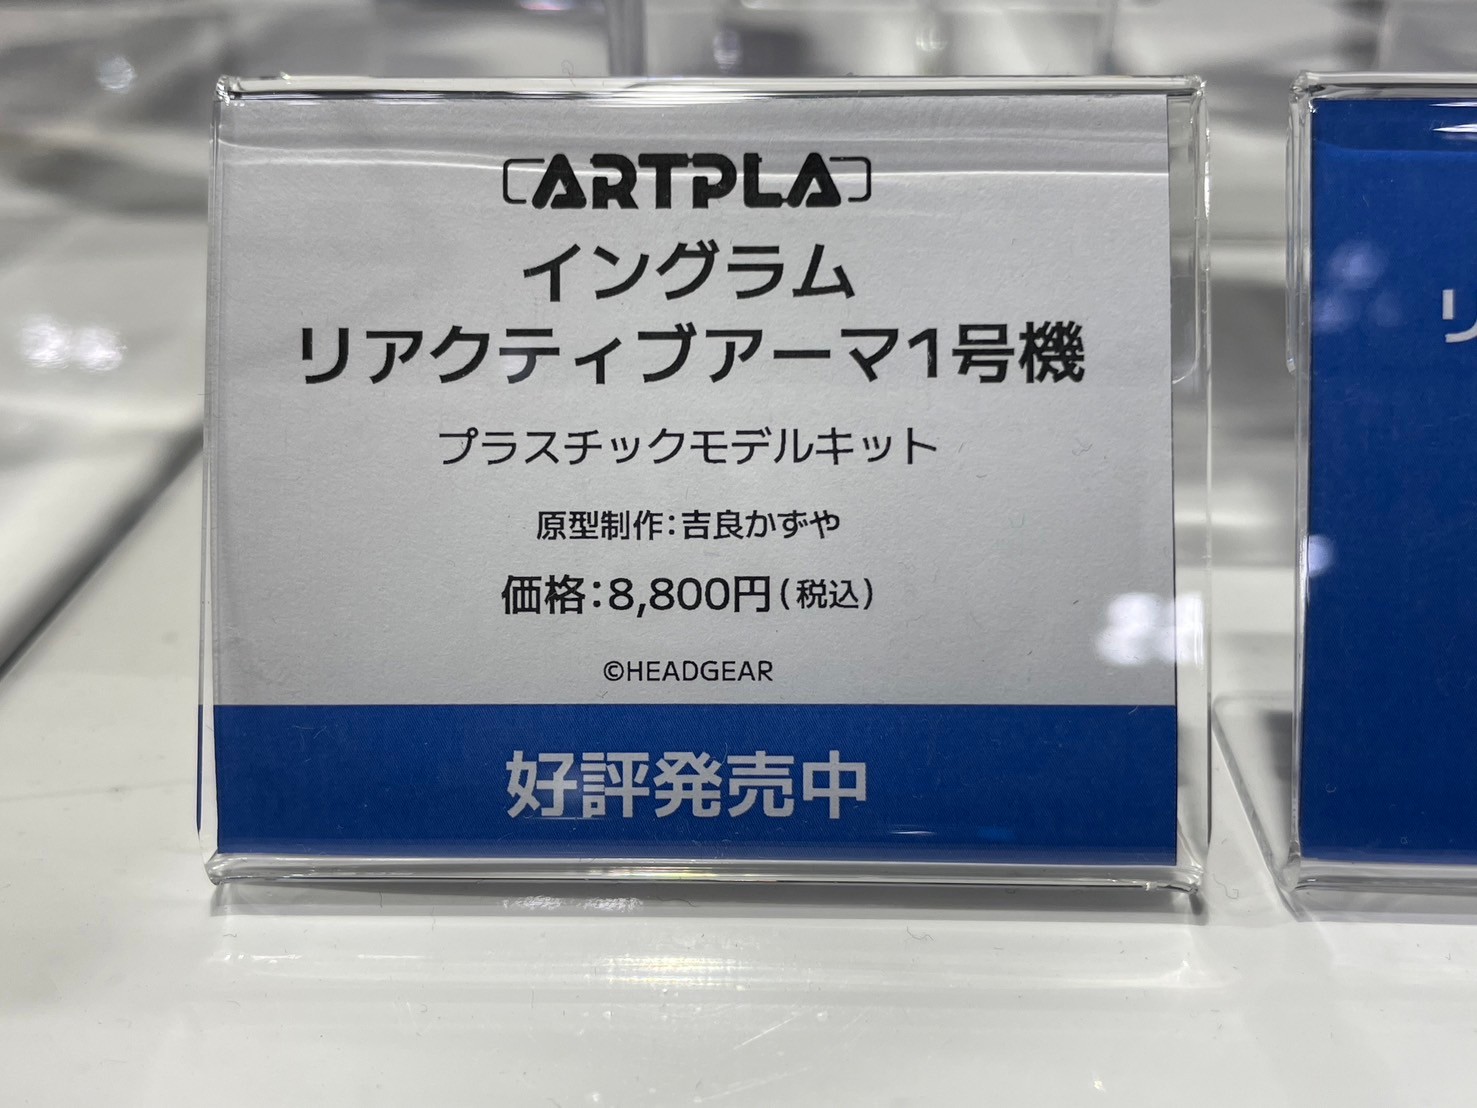 ARTPLA
イングラム
リアクティブアーマ1号機
プラスチックモデルキット
原型制作：吉良かずや
価格：8,800円（税込）
©HEADGEAR
好評発売中
リ